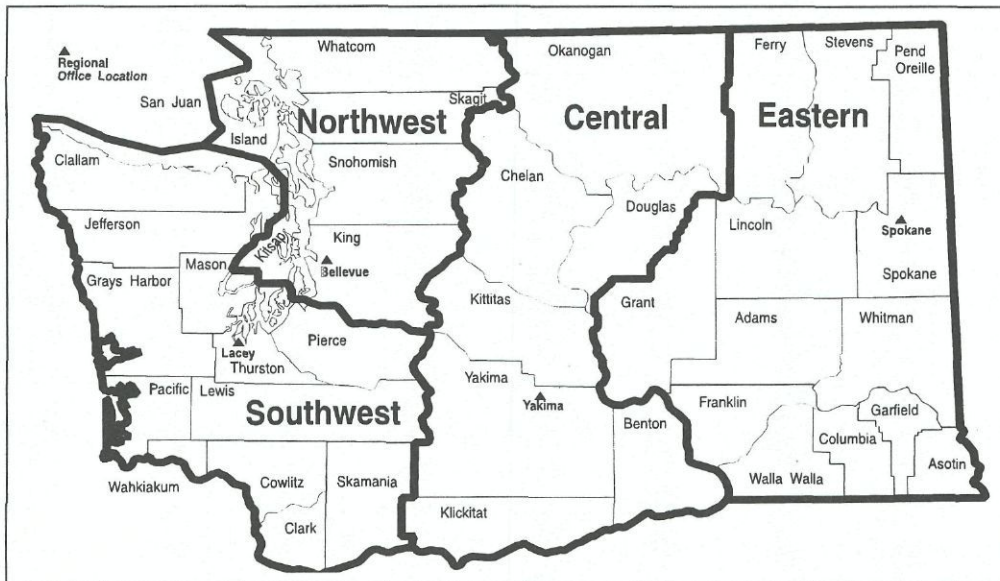 Regional
Office Location
San Juan
Whatcom
Skagit
Northwest
Island
Snohomish
King
Kitsap
Bellevue
Okanogan
Central
Chelan
Douglas
Kittitas
Yakima
Yakima
Benton
Klickitat
Ferry
Stevens
Pend
Oreille
Eastern
Lincoln
Spokane
Spokane
Grant
Adams
Whitman
Franklin
Garfield
Columbia
Walla Walla
Asotin
Clallam
Jefferson
Mason
Grays Harbor
Pierce
Lacey
Thurston
Pacific
Lewis
Southwest
Wahkiakum
Cowlitz
Skamania
Clark